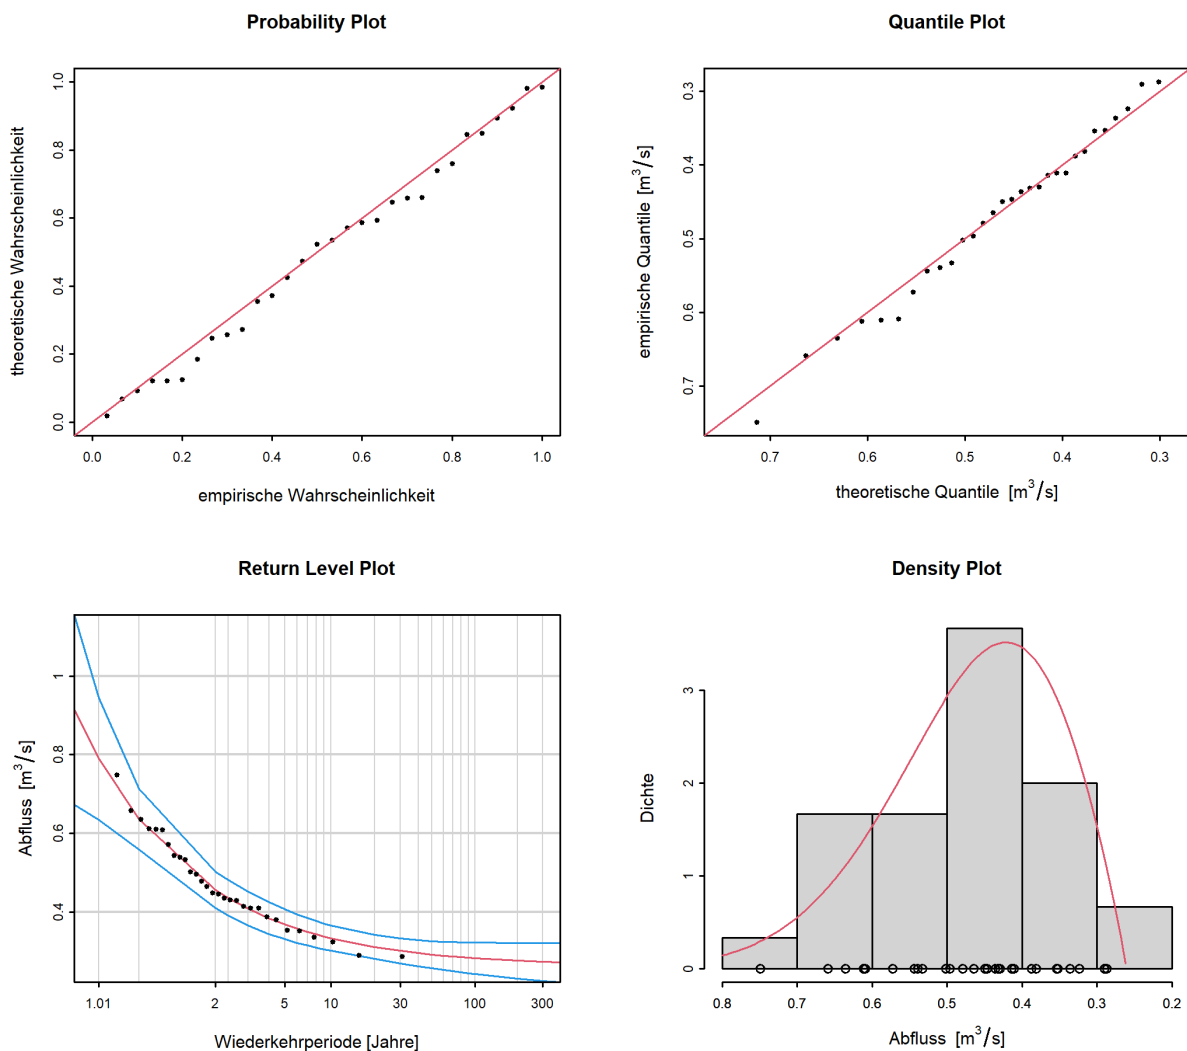 Probability Plot
theoretische Wahrscheinlichkeit
1.0
0.8
0.6
0.4
0.2
0.0
0.0 0.2 0.4 0.6 0.8 1.0
empirische Wahrscheinlichkeit
Quantile Plot
empirische Quantile [m³/s]
0.3
0.4
0.5
0.6
0.7
0.7 0.6 0.5 0.4 0.3
theoretische Quantile [m³/s]
Return Level Plot
Abfluss [m³/s]
1
0.8
0.6
0.4
1.01 2 5 10 30 100 300
Wiederkehrperiode [Jahre]
Density Plot
Dichte
3
2
1
0
0.8 0.7 0.6 0.5 0.4 0.3 0.2
Abfluss [m³/s]